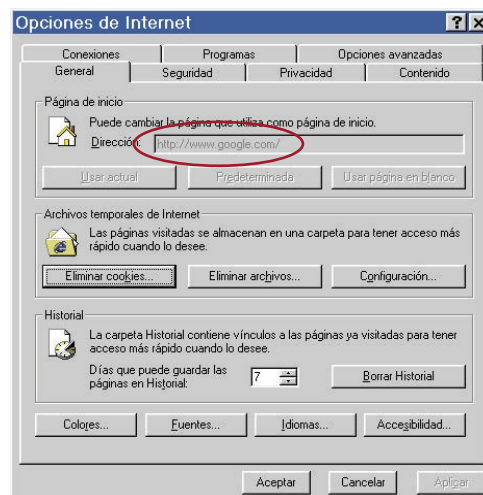 Opciones de Internet
Conexiones Programas Opciones avanzadas
General Seguridad Privacidad Contenido
Página de inicio
Puede cambiar la página que utiliza como página de inicio.
Dirección: http://www.google.com/
Usar actual Predeterminada Usar página en blanco
Archivos temporales de Internet
Las páginas visitadas se almacenan en una carpeta para tener acceso más
rápido cuando lo desee.
Eliminar cookies... Eliminar archivos... Configuración...
Historial
La carpeta Historial contiene vínculos a las páginas ya visitadas para tener
acceso más rápido cuando lo desee.
Días que puede guardar las
páginas en Historial: 7 Borrar Historial
Colores... Fuentes... Idiomas... Accesibilidad...
Aceptar Cancelar Aplicar